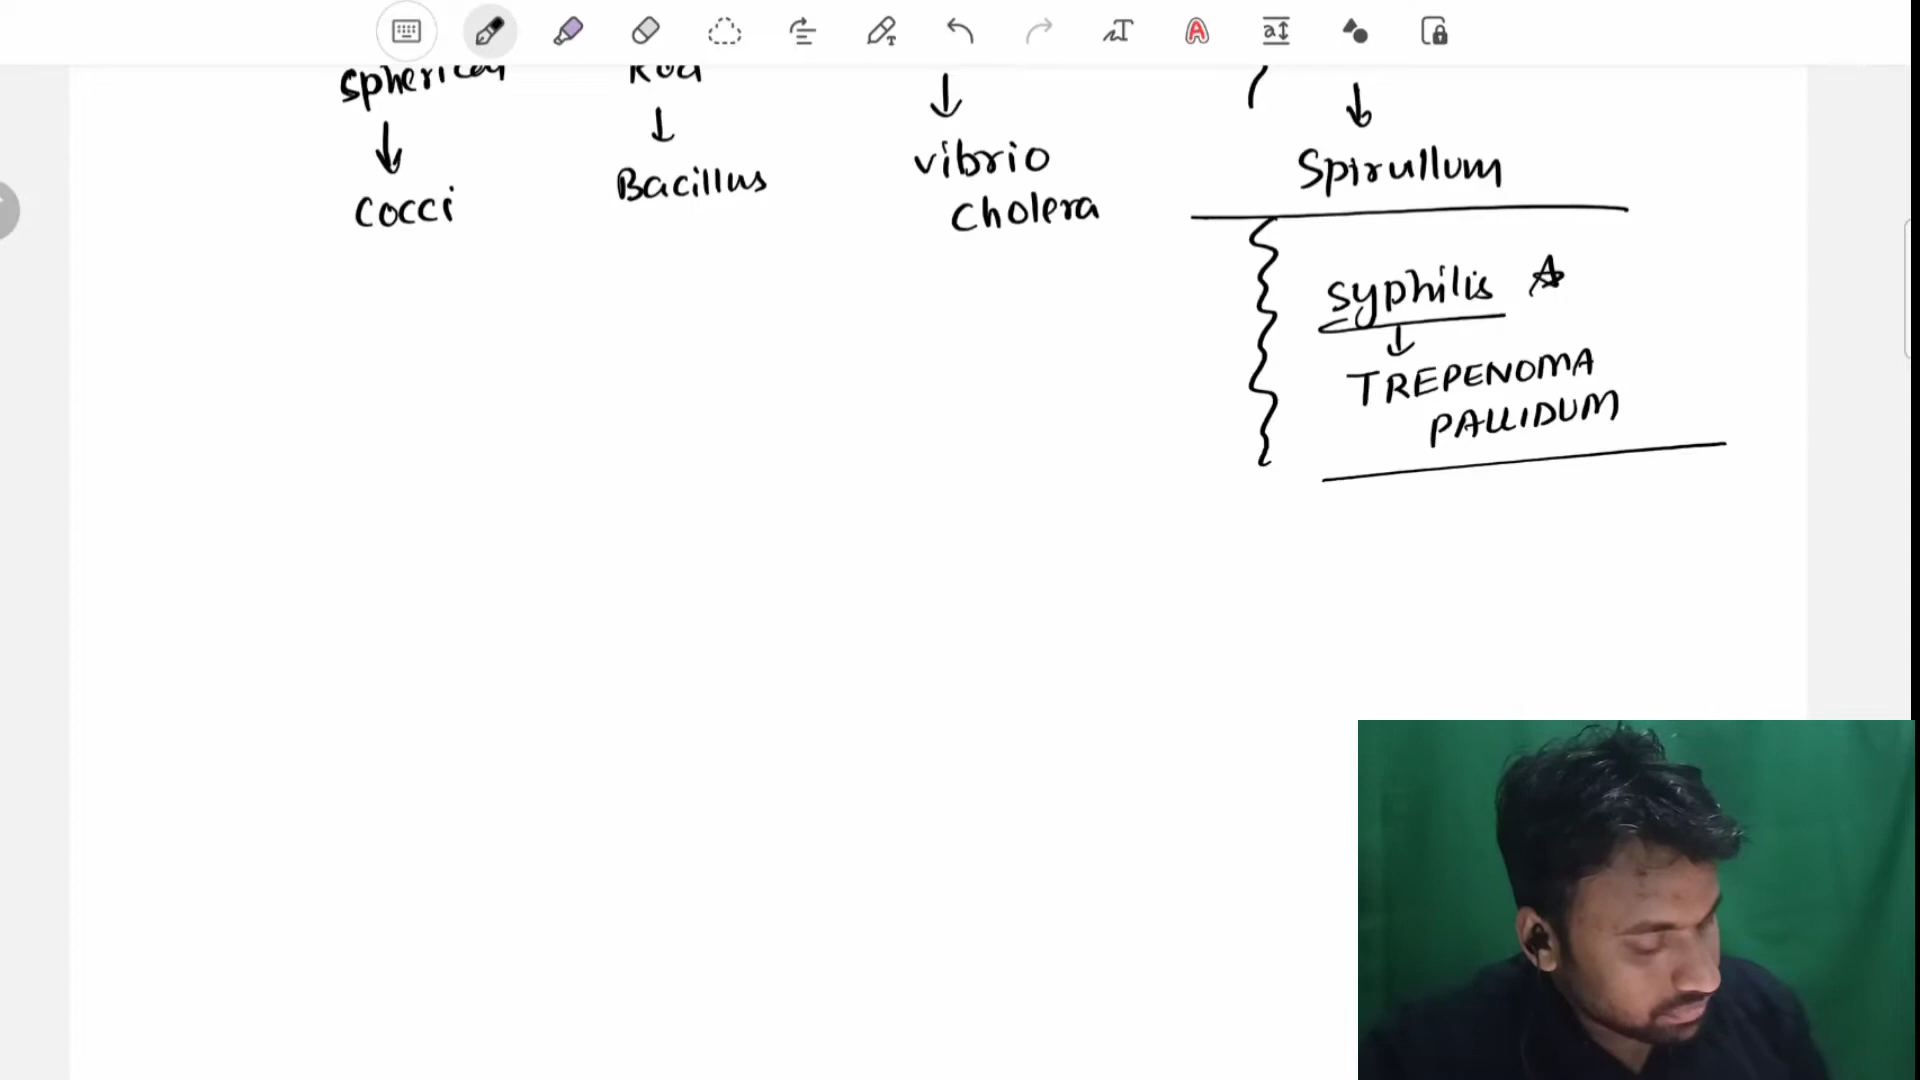 Spherical Rod
Cocci Bacillus vibrio cholera Spirullum
syphilis
TREPENOMA
PALLIDUM